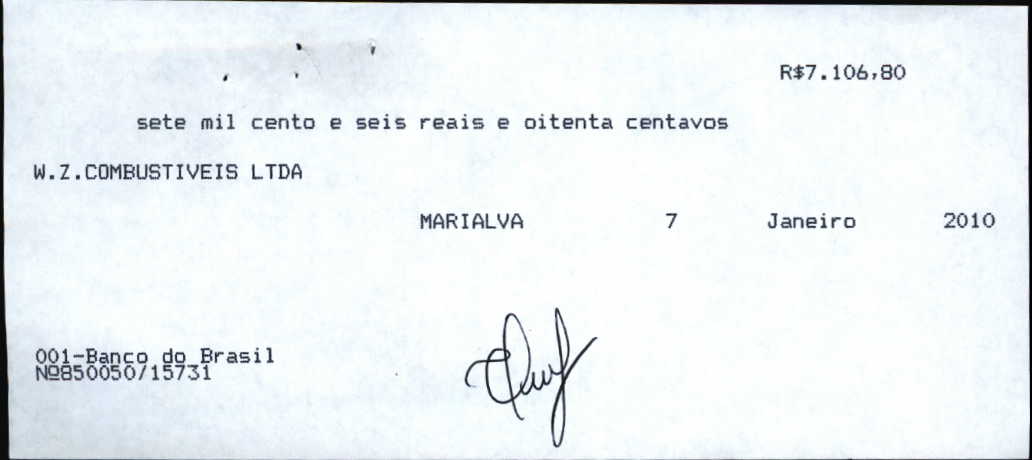 R$7.106,80
sete mil cento e seis reais e oitenta centavos
W.Z.COMBUSTIVEIS LTDA
MARIALVA 7 Janeiro 2010
001-Banco do Brasil
Nº850050/15731